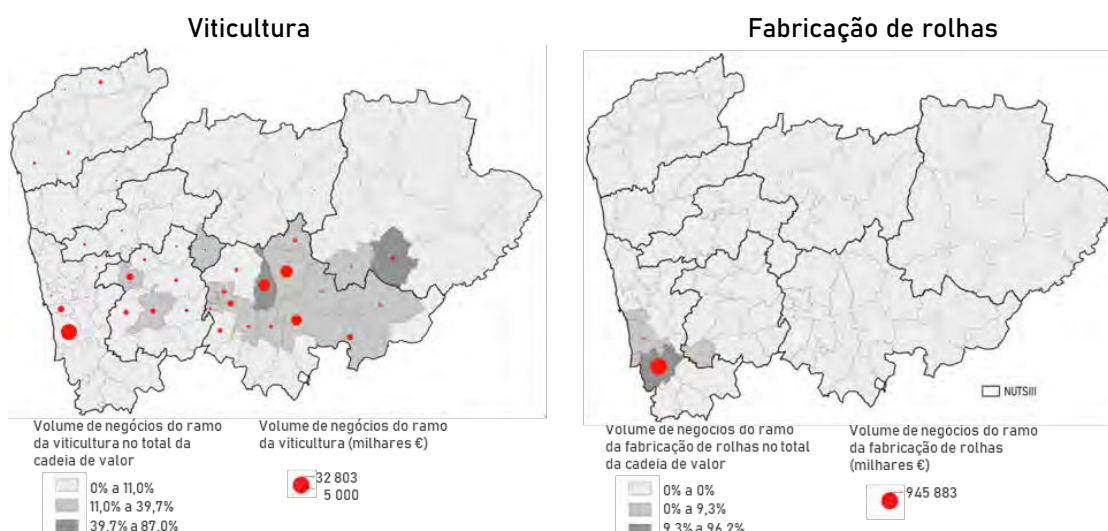 Viticultura
Fabricação de rolhas
NUTSIII
Volume de negócios do ramo
da viticultura no total da
cadeia de valor
0% a 11,0%
11,0% a 39,7%
39,7% a 87,0%
Volume de negócios do ramo
da viticultura (milhares €)
32 803
5 000
Volume de negócios do ramo
da fabricação de rolhas no total
da cadeia de valor
0% a 0%
0% a 9,3%
9,3% a 96,2%
Volume de negócios do ramo
da fabricação de rolhas
(milhares €)
945 883